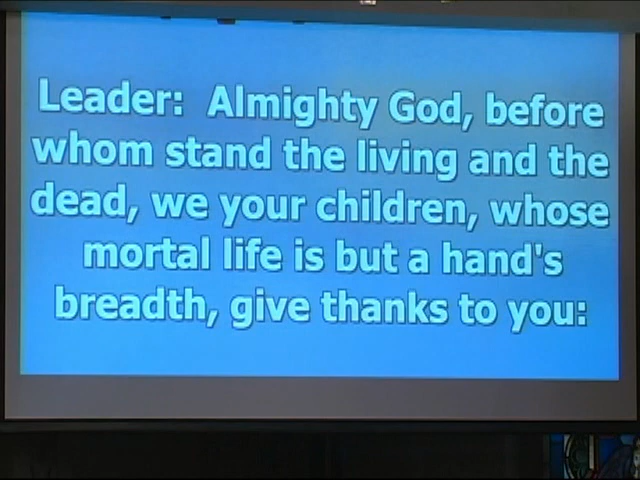 Leader: Almighty God, before
whom stand the living and the
dead, we your children, whose
mortal life is but a hand's
breadth, give thanks to you: